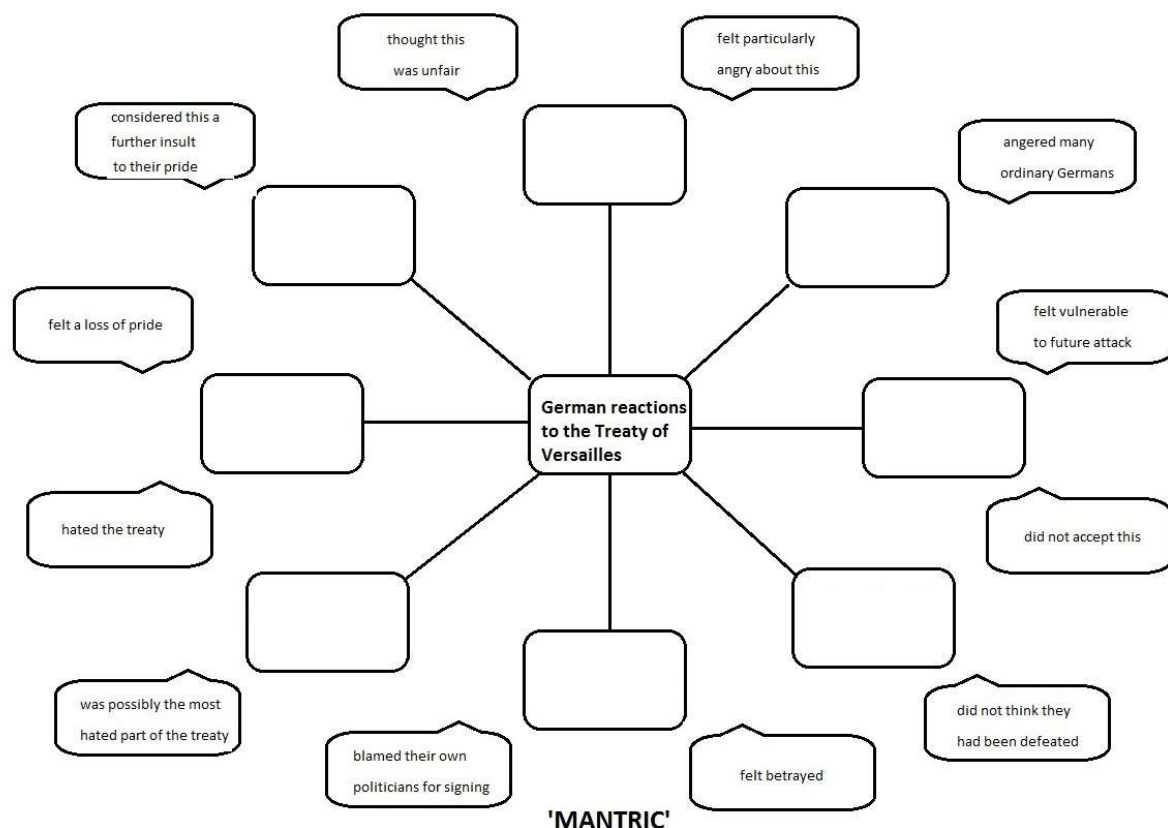 thought this
was unfair
felt particularly
angry about this
considered this a
further insult
to their pride
angered many
ordinary Germans
felt a loss of pride
felt vulnerable
to future attack
German reactions
to the Treaty of
Versailles
hated the treaty
did not accept this
was possibly the most
hated part of the treaty
blamed their own
politicians for signing
felt betrayed
did not think they
had been defeated
'MANTRIC'